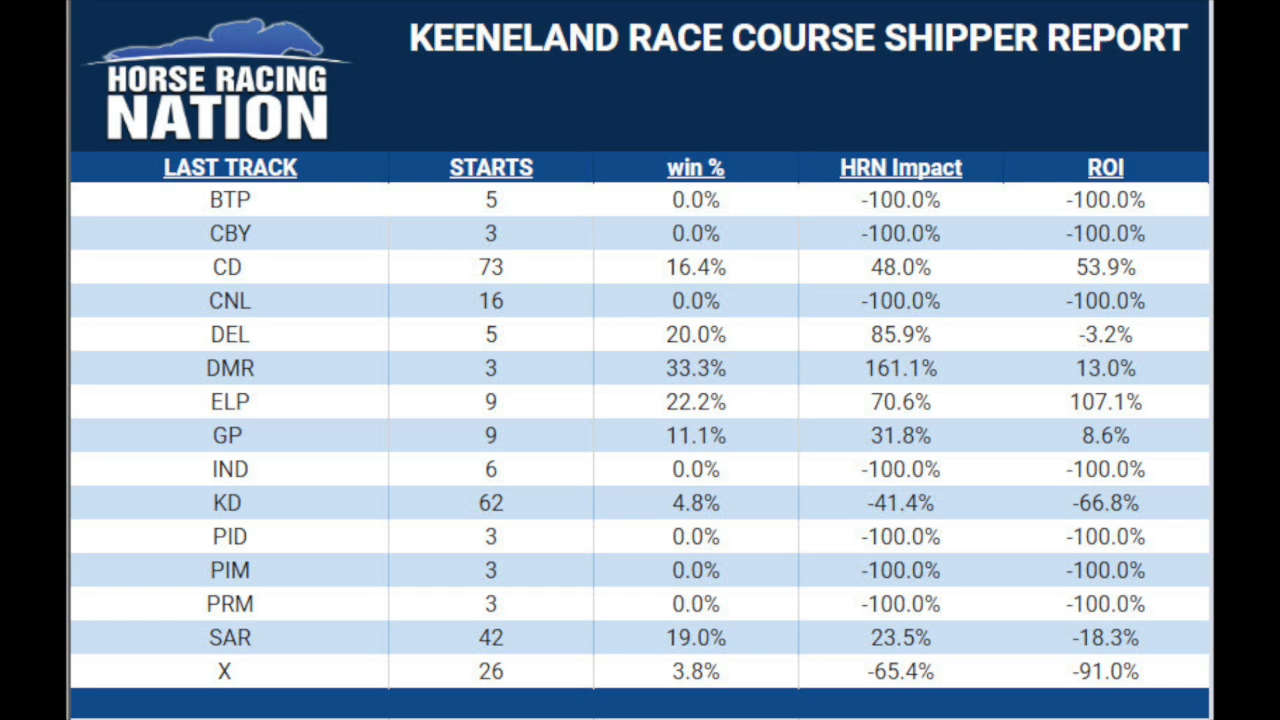 KEENELAND RACE COURSE SHIPPER REPORT
HORSE RACING
NATION
LAST TRACK STARTS win % HRN Impact ROI
BTP 5 0.0% -100.0% -100.0%
CBY 3 0.0% -100.0% -100.0%
CD 73 16.4% 48.0% 53.9%
CNL 16 0.0% -100.0% -100.0%
DEL 5 20.0% 85.9% -3.2%
DMR 3 33.3% 161.1% 13.0%
ELP 9 22.2% 70.6% 107.1%
GP 9 11.1% 31.8% 8.6%
IND 6 0.0% -100.0% -100.0%
KD 62 4.8% -41.4% -66.8%
PID 3 0.0% -100.0% -100.0%
PIM 3 0.0% -100.0% -100.0%
PRM 3 0.0% -100.0% -100.0%
SAR 42 19.0% 23.5% -18.3%
X 26 3.8% -65.4% -91.0%